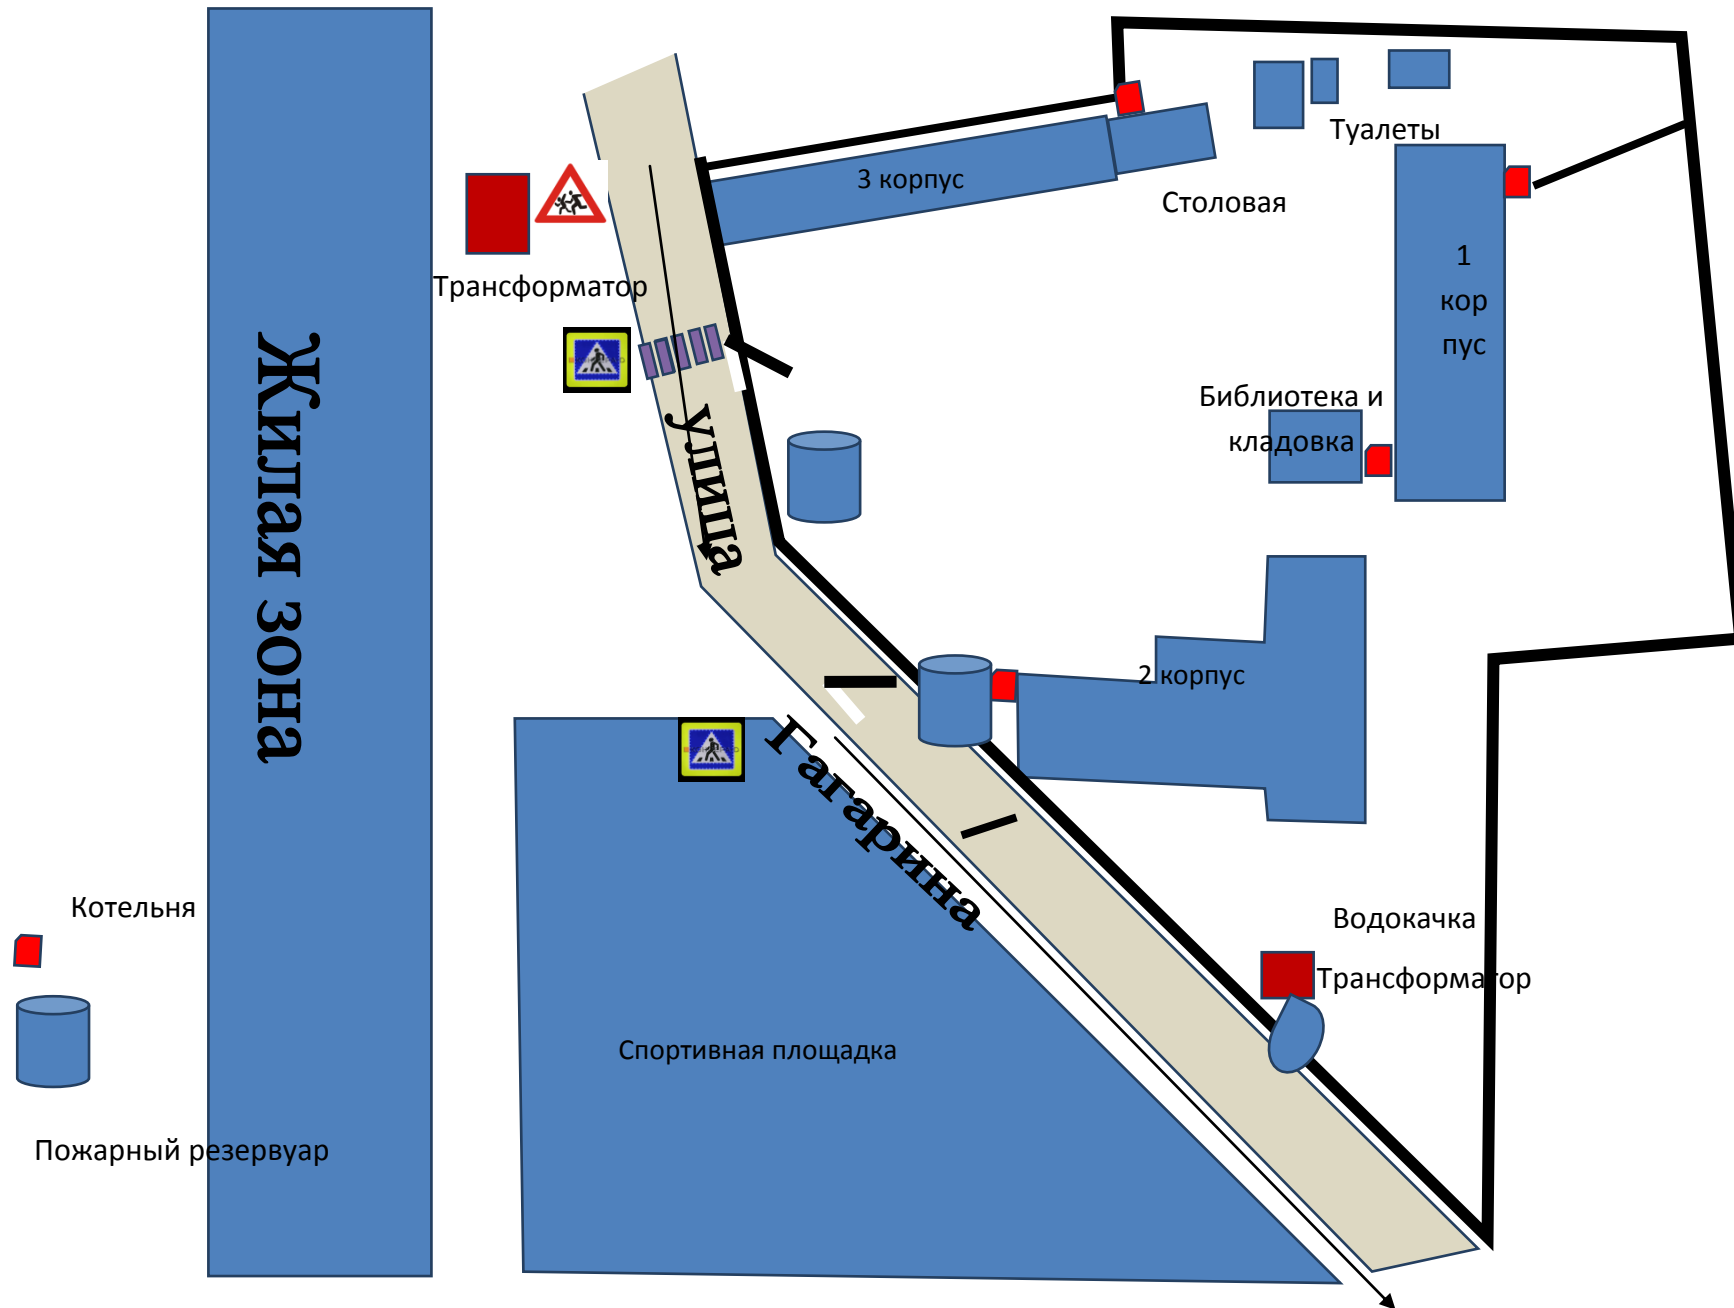 3 корпус
Туалеты
Столовая
1
кор
пус
Трансформатор
Библиотека и
кладовка
Жилая зона
улица
2 корпус
Гагарина
Котельня
Водокачка
Трансформатор
Спортивная площадка
Пожарный резервуар